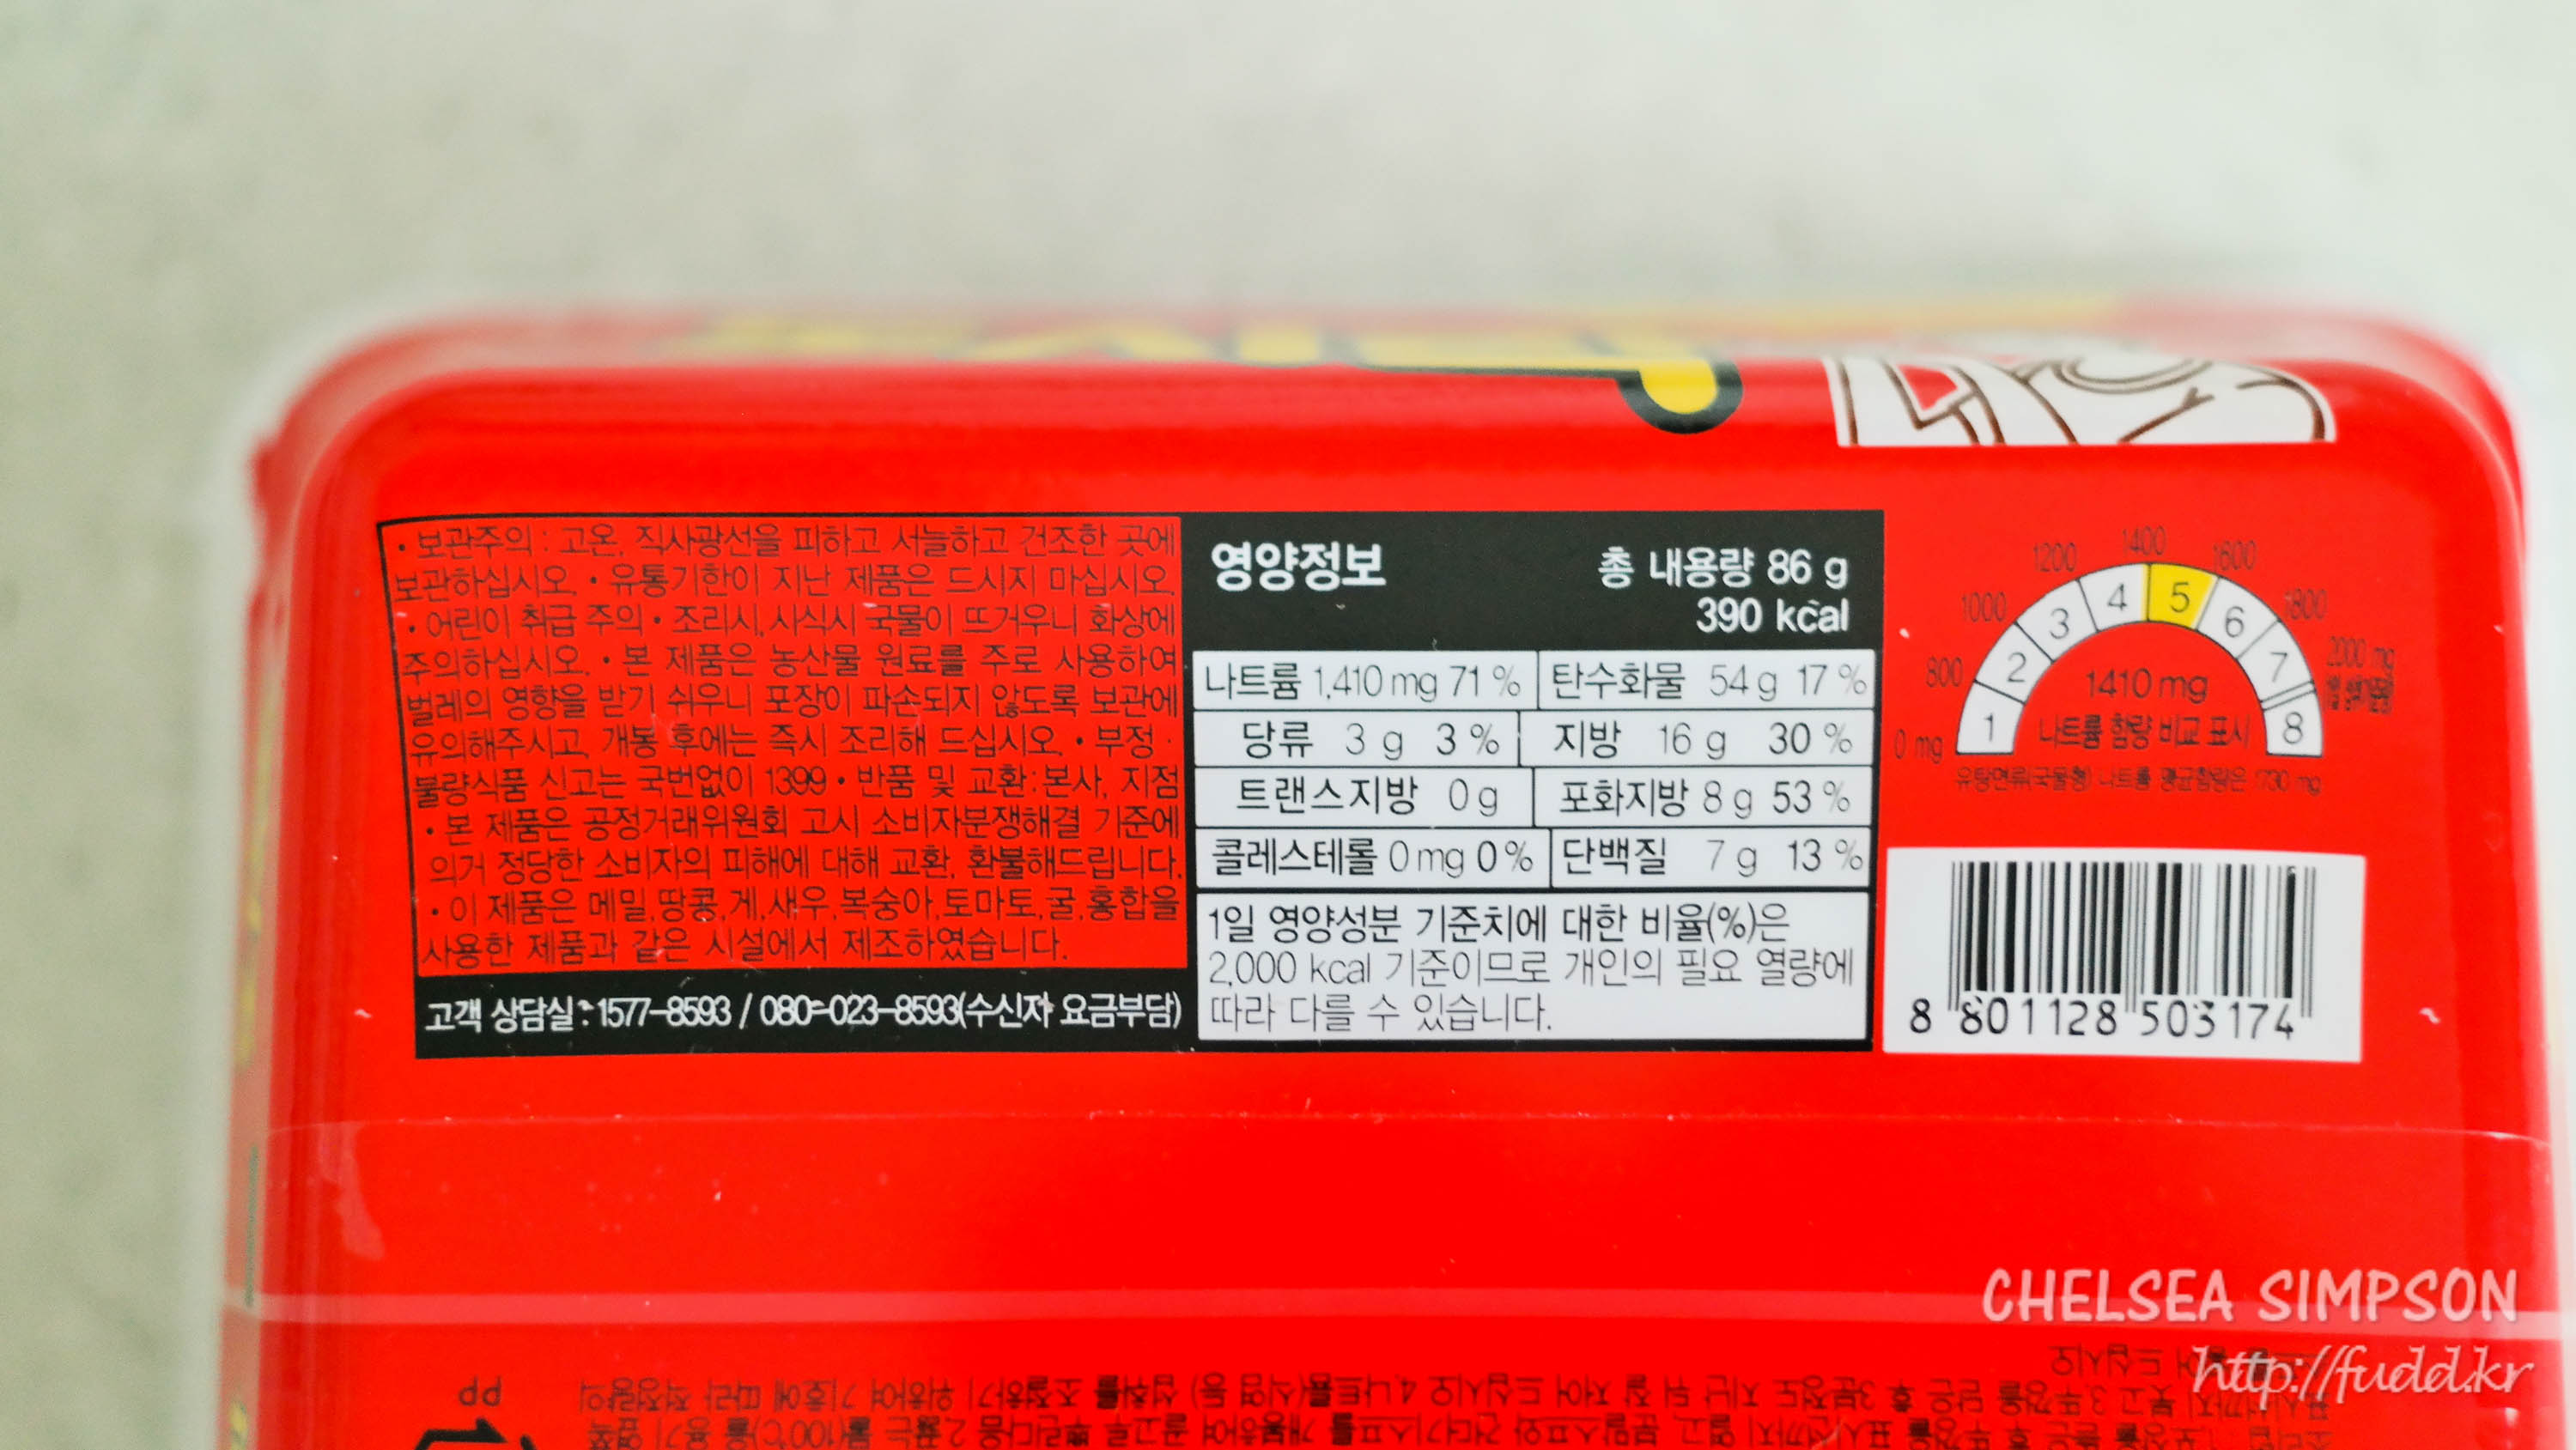 • 보관주의 : 고온, 직사광선을 피하고 서늘하고 건조한 곳에
보관하십시오. • 유통기한이 지난 제품은 드시지 마십시오.
• 어린이 취급 주의 • 조리시, 시식시 국물이 뜨거우니 화상에
주의하십시오. • 본 제품은 농산물 원료를 주로 사용하여
벌레의 영향을 받기 쉬우니 포장이 파손되지 않도록 보관에
유의해주시고, 개봉 후에는 즉시 조리해 드십시오. • 부정 ·
불량식품 신고는 국번없이 1399 • 반품 및 교환 : 본사, 지점
• 본 제품은 공정거래위원회 고시 소비자분쟁해결 기준에
의거 정당한 소비자의 피해에 대해 교환, 환불해드립니다.
• 이 제품은 메밀,땅콩,게,새우,복숭아,토마토,굴,홍합을
사용한 제품과 같은 시설에서 제조하였습니다.
고객 상담실 : 1577-8593 / 080-023-8593(수신자 요금부담)
영양정보
총 내용량 86 g
390 kcal
나트륨 1,410 mg 71 % 탄수화물 54 g 17 %
당류 3 g 3 % 지방 16 g 30 %
트랜스지방 0 g 포화지방 8 g 53 %
콜레스테롤 0 mg 0 % 단백질 7 g 13 %
1일 영양성분 기준치에 대한 비율(%)은
2,000 kcal 기준이므로 개인의 필요 열량에
따라 다를 수 있습니다.
0 mg 800 1000 1200 1400 1600 1800 2000 mg
1 2 3 4 5 6 7 8
1410 mg
나트륨 함량 비교 표시
유탕면류(국물형) 나트륨 평균함량은 1730 mg
8 801128 503174
CHELSEA SIMPSON
http://fudd.kr
PP